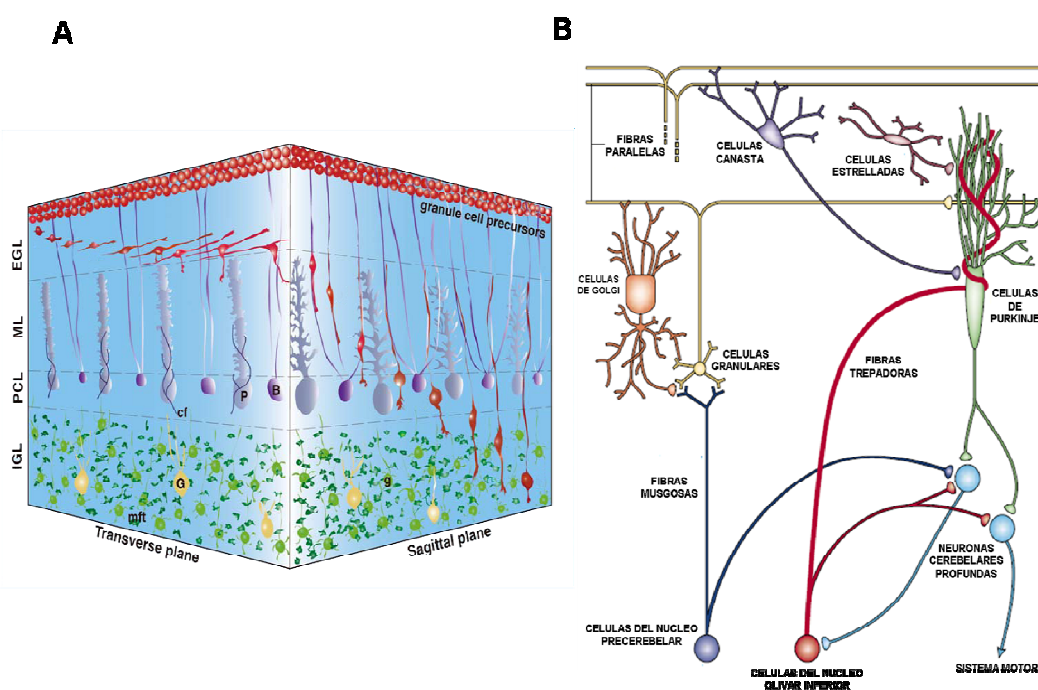 A
granule cell precursors
EGL
ML
PCL
IGL
P
B
cf
G
g
mft
Transverse plane
Sagittal plane
B
FIBRAS
PARALELAS
CELULAS
CANASTA
CELULAS
ESTRELLADAS
CELULAS
DE GOLGI
CELULAS
GRANULARES
CELULAS
DE
PURKINJE
FIBRAS
TREPADORAS
FIBRAS
MUSGOSAS
NEURONAS
CEREBELARES
PROFUNDAS
CELULAS DEL NUCLEO
PRECEREBELAR
CELULAS DEL NUCLEO
OLIVAR INFERIOR
SISTEMA MOTOR